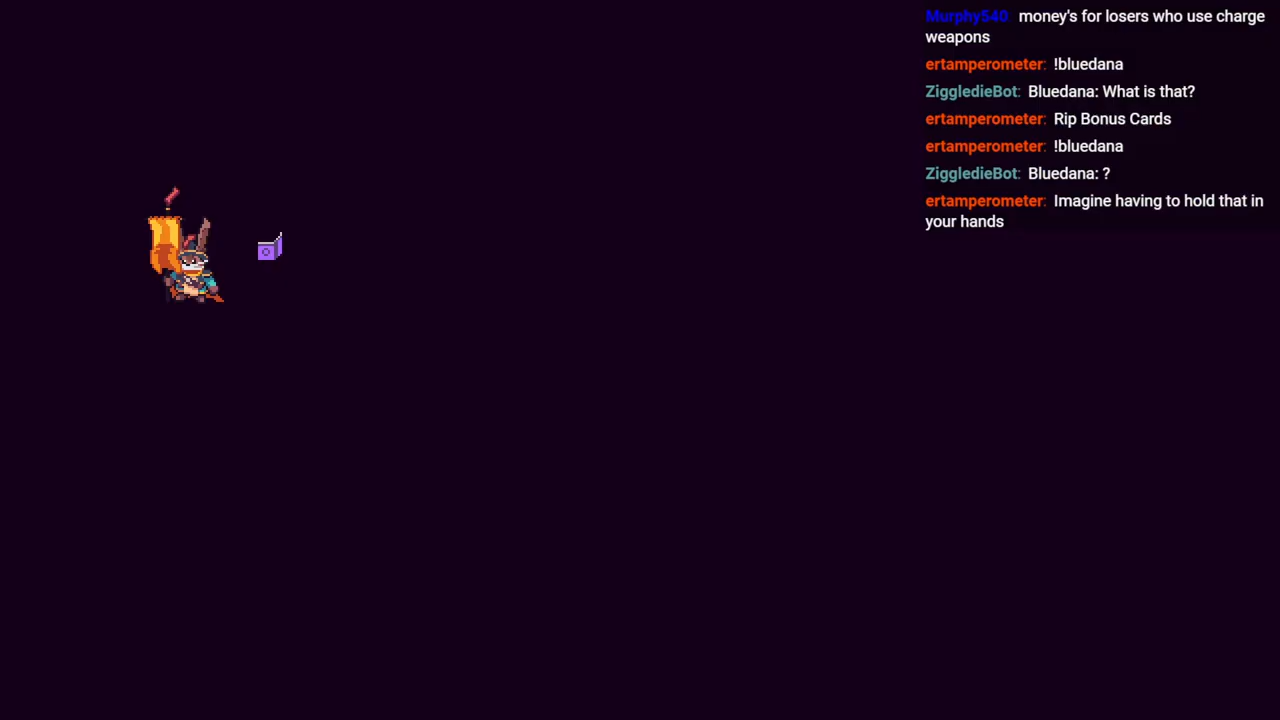 Murphy540 money's for losers who use charge
weapons
ertamperometer: !bluedana
ZiggledieBot: Bluedana: What is that?
ertamperometer: Rip Bonus Cards
ertamperometer: !bluedana
ZiggledieBot: Bluedana: ?
ertamperometer: Imagine having to hold that in
your hands